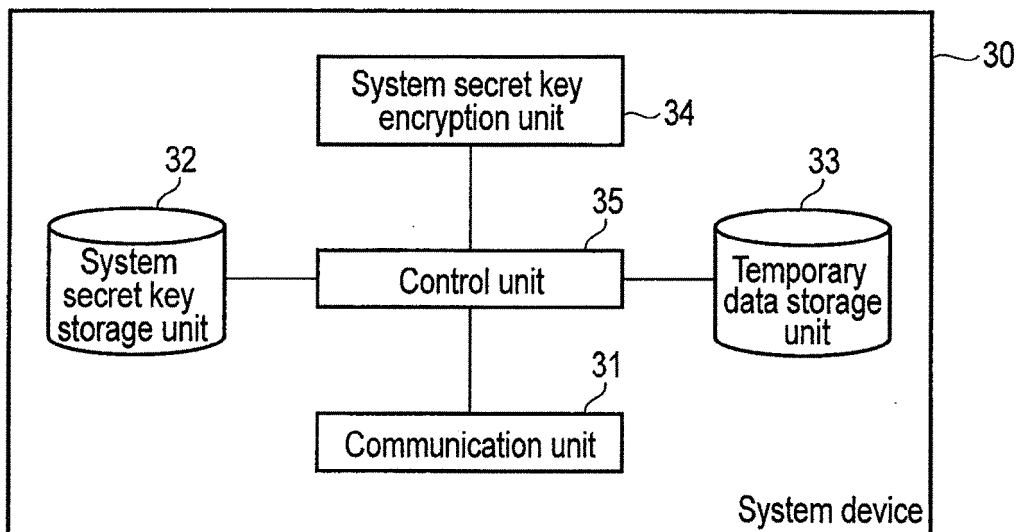 30
System secret key
encryption unit
34
32
System
secret key
storage unit
35
Control unit
33
Temporary
data storage
unit
31
Communication unit
System device